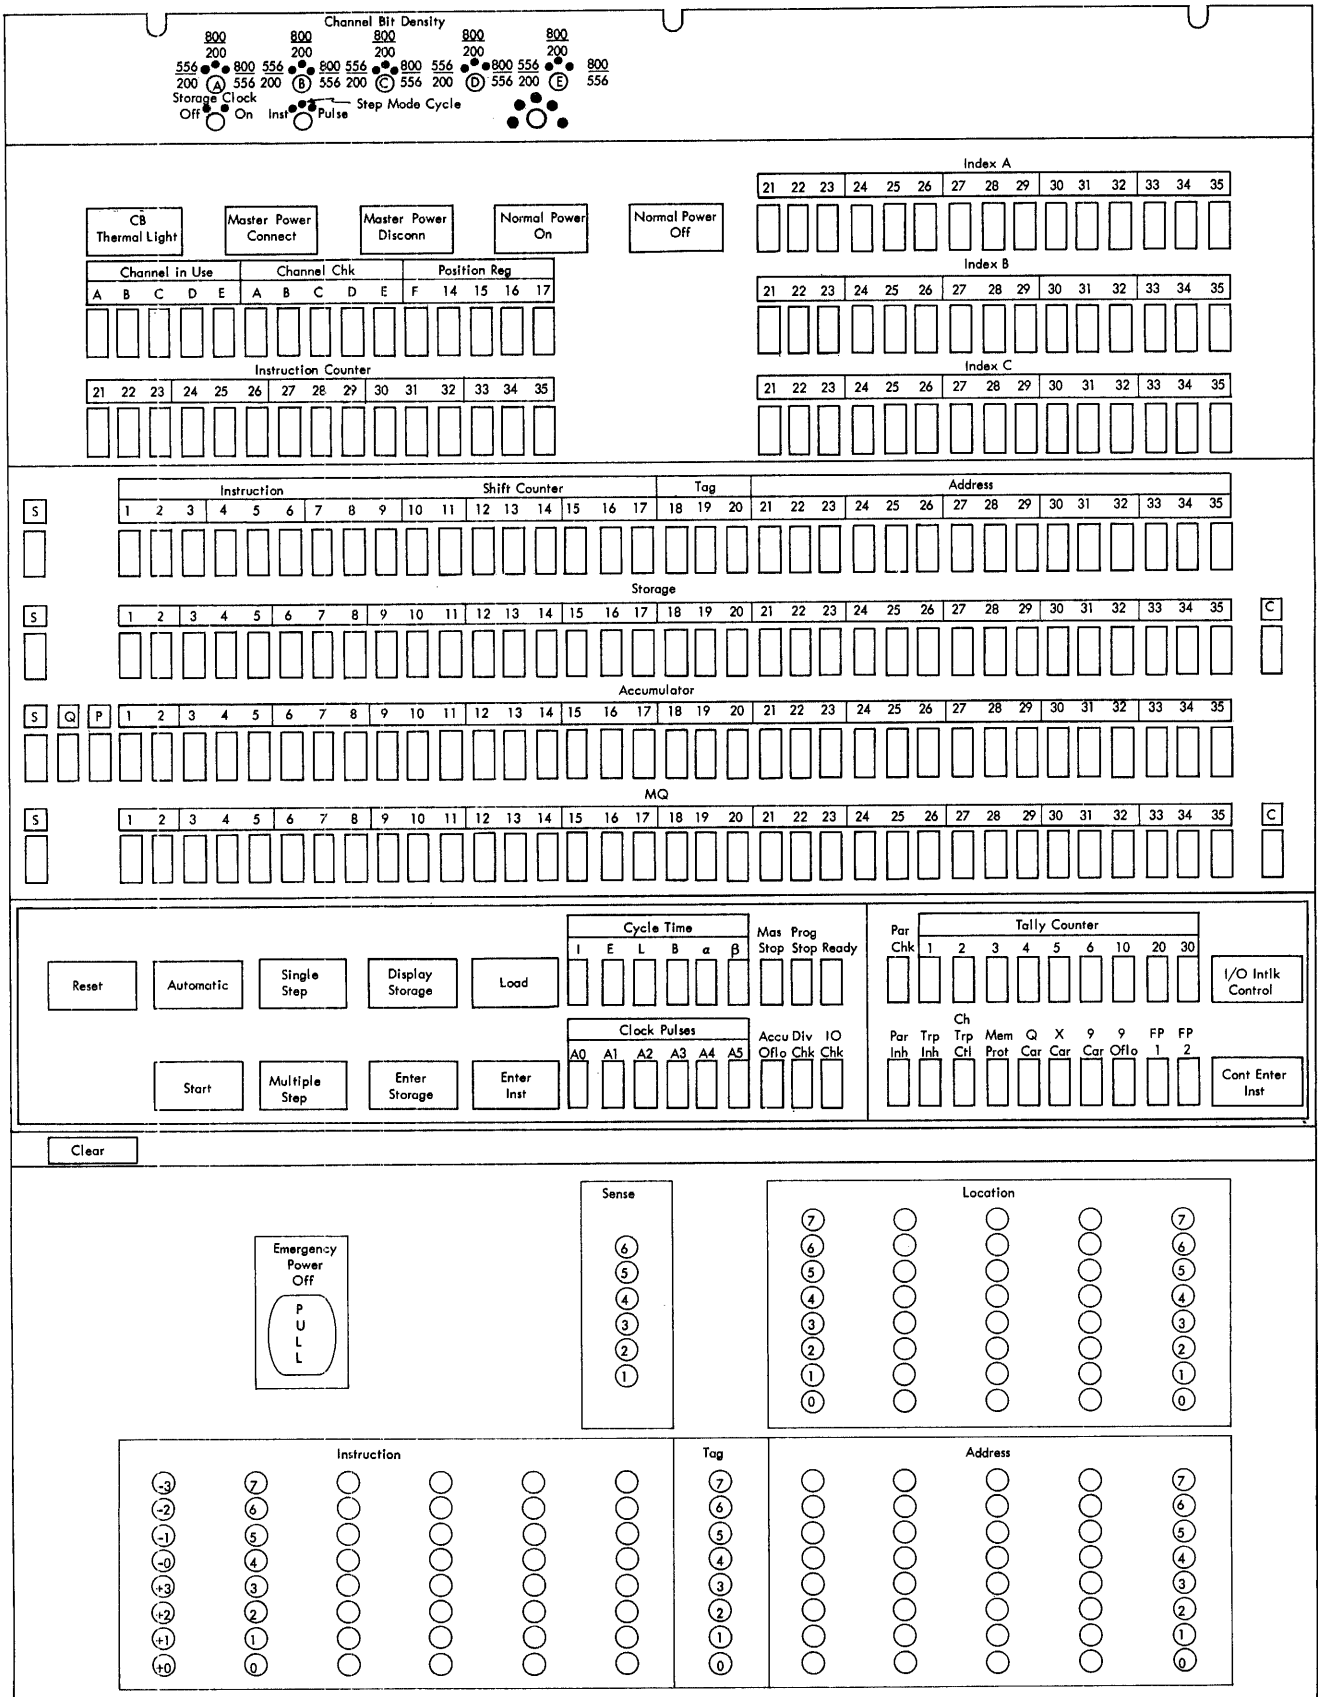 Channel Bit Density
800 800 800 800 800
200 200 200 200 200
556 800 556 800 556 800 556 800 556 800
200 A 556 200 B 556 200 C 556 200 D 556 200 E 556
Storage Clock
Off On Inst Pulse Step Mode Cycle
CB
Thermal Light
Master Power
Connect
Master Power
Disconn
Normal Power
On
Normal Power
Off
Index A
21 22 23 24 25 26 27 28 29 30 31 32 33 34 35
Channel in Use Channel Chk Position Reg
A B C D E A B C D E F 14 15 16 17
Index B
21 22 23 24 25 26 27 28 29 30 31 32 33 34 35
Instruction Counter
21 22 23 24 25 26 27 28 29 30 31 32 33 34 35
Index C
21 22 23 24 25 26 27 28 29 30 31 32 33 34 35
Instruction Shift Counter Tag Address
S 1 2 3 4 5 6 7 8 9 10 11 12 13 14 15 16 17 18 19 20 21 22 23 24 25 26 27 28 29 30 31 32 33 34 35
Storage
S 1 2 3 4 5 6 7 8 9 10 11 12 13 14 15 16 17 18 19 20 21 22 23 24 25 26 27 28 29 30 31 32 33 34 35 C
Accumulator
S Q P 1 2 3 4 5 6 7 8 9 10 11 12 13 14 15 16 17 18 19 20 21 22 23 24 25 26 27 28 29 30 31 32 33 34 35
MQ
S 1 2 3 4 5 6 7 8 9 10 11 12 13 14 15 16 17 18 19 20 21 22 23 24 25 26 27 28 29 30 31 32 33 34 35 C
Reset
Automatic
Single
Step
Display
Storage
Load
Cycle Time
I E L B α β
Mas Prog
Stop Stop Ready
Par
Chk
Tally Counter
1 2 3 4 5 6 10 20 30
I/O Intlk
Control
Start
Multiple
Step
Enter
Storage
Enter
Inst
Clock Pulses
A0 A1 A2 A3 A4 A5
Accu Div IO
Oflo Chk Chk
Ch
Par Trp Trp Mem Q X 9 9 FP FP
Inh Inh Ctl Prot Car Car Car Oflo 1 2
Cont Enter
Inst
Clear
Emergency
Power
Off
P
U
L
L
Sense
6
5
4
3
2
1
Location
7 7
6 6
5 5
4 4
3 3
2 2
1 1
0 0
Instruction Tag Address
-3 7 7 7
-2 6 6 6
-1 5 5 5
-0 4 4 4
+3 3 3 3
+2 2 2 2
+1 1 1 1
+0 0 0 0